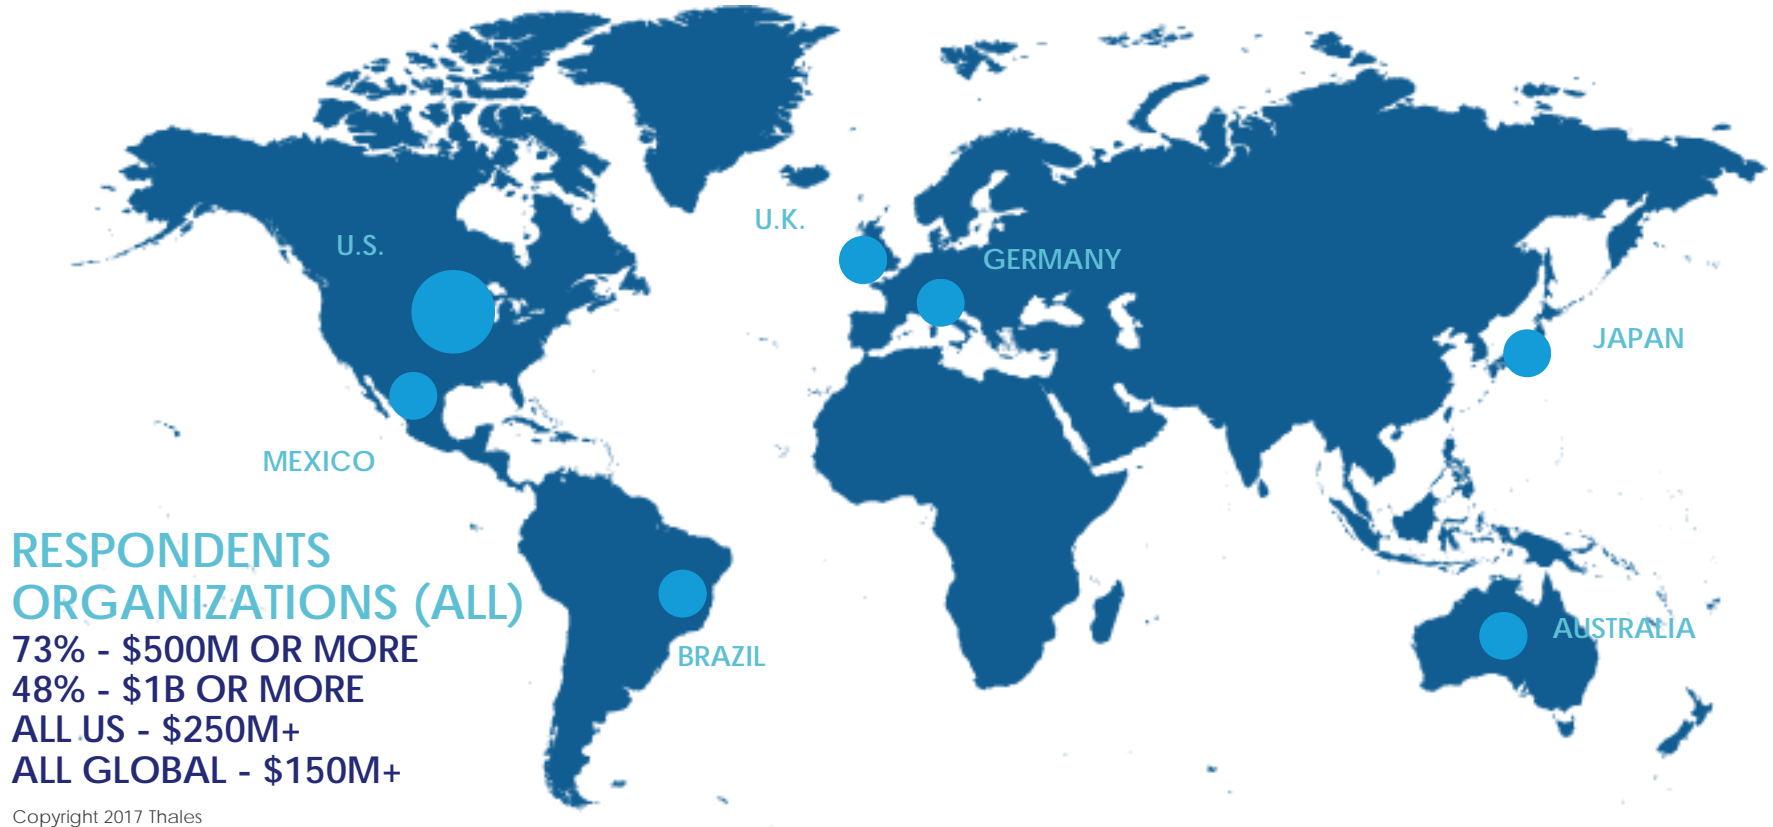 U.S.
U.K.
GERMANY
JAPAN
MEXICO
BRAZIL
AUSTRALIA
RESPONDENTS
ORGANIZATIONS (ALL)
73% - $500M OR MORE
48% - $1B OR MORE
ALL US - $250M+
ALL GLOBAL - $150M+
Copyright 2017 Thales